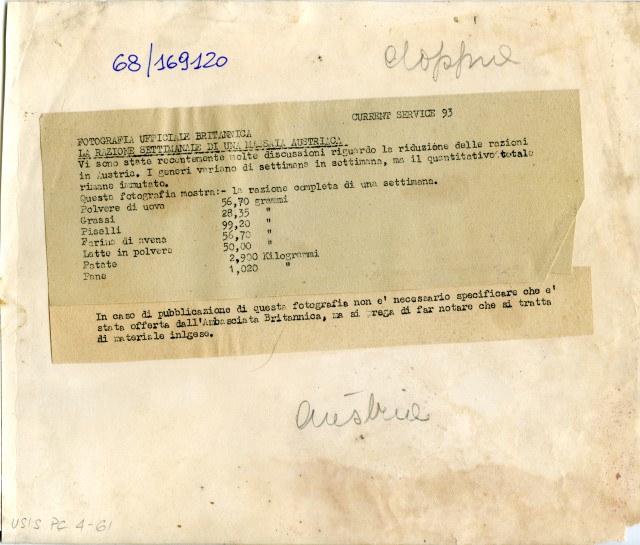 68/169120
doppie
CURRENT SERVICE 93
FOTOGRAFIA UFFICIALE BRITANNICA
LA RAZIONE SETTIMANALE DI UNA MASSAIA AUSTRIACA
Vi sono state recentemente molte discussioni riguardo la riduzione delle razioni
in Austria. I generi variano di settimana in settimana, ma il quantitativo totale
rimane immutato.
Questa fotografia mostra:- la razione completa di una settimana.
Polvere di uova 56,70 grammi
Grassi 28,35 "
Piselli 99,20 "
Farina di avena 56,70 "
Latte in polvere 50,00 "
Patate 2,900 Kilogrammi
Pane 1,020 "
In caso di pubblicazione di questa fotografia non e' necessario specificare che e'
stata offerta dall'Ambasciata Britannica, ma si prega di far notare che si tratta
di materiale inlgese.
Austria
USIS PC 4-61